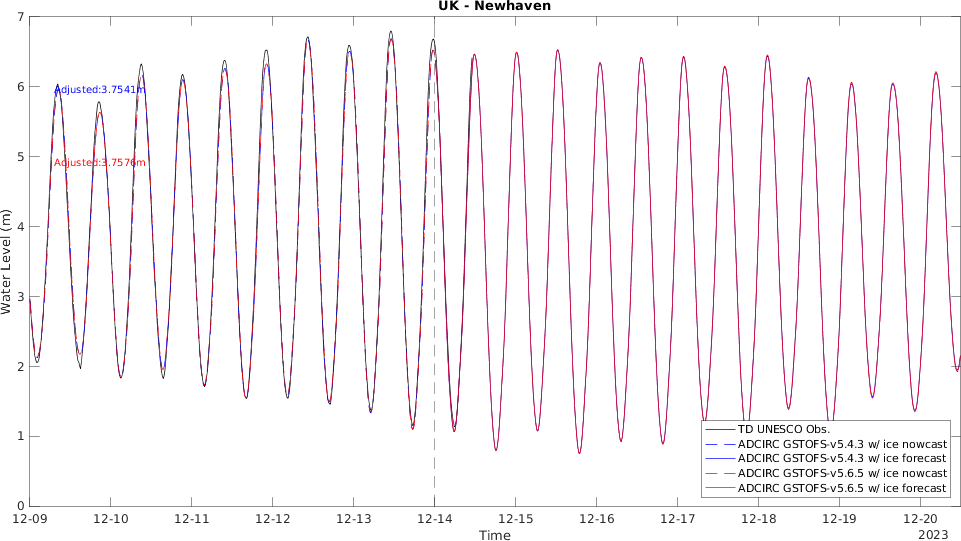 UK - Newhaven
Water Level (m)
7
6
5
4
3
2
1
0
Adjusted:3.7541m
Adjusted:3.7576m
TD UNESCO Obs.
ADCIRC GSTOFS-v5.4.3 w/ ice nowcast
ADCIRC GSTOFS-v5.4.3 w/ ice forecast
ADCIRC GSTOFS-v5.6.5 w/ ice nowcast
ADCIRC GSTOFS-v5.6.5 w/ ice forecast
12-09 12-10 12-11 12-12 12-13 12-14 12-15 12-16 12-17 12-18 12-19 12-20
Time
2023